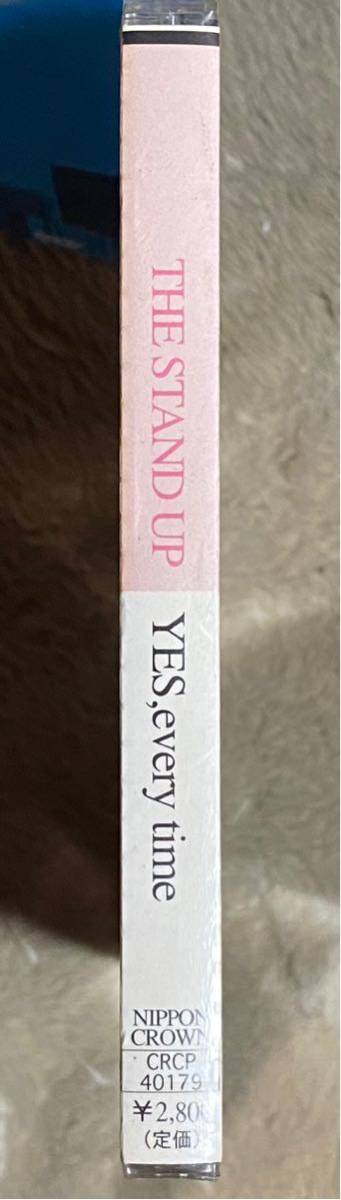 THE STAND UP
YES,every time
NIPPON
CROWN
CRCP
40179
¥2,800
(定価)